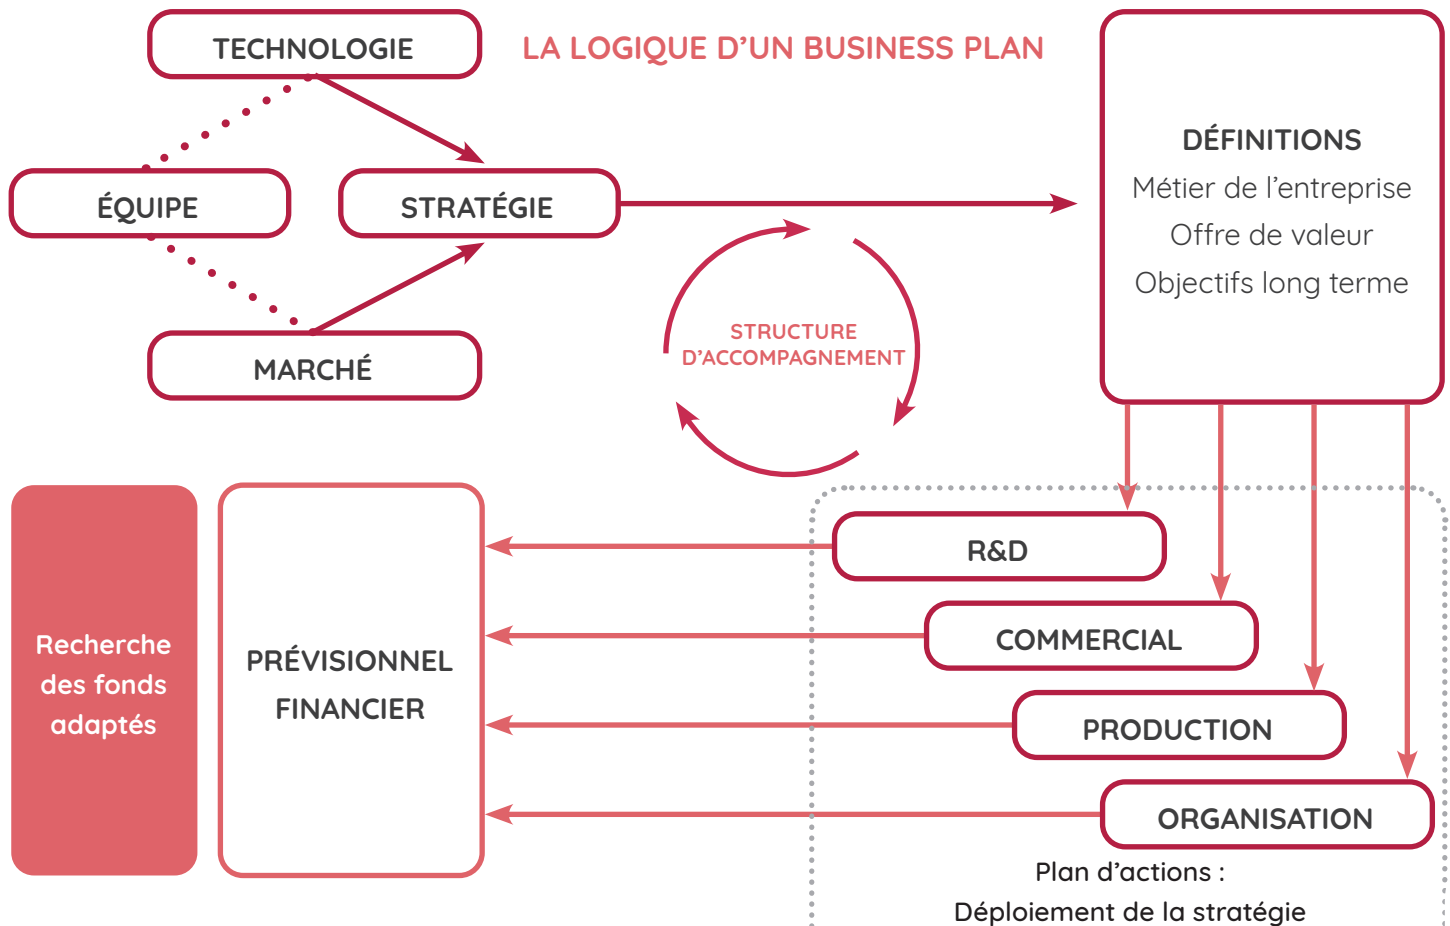 TECHNOLOGIE
LA LOGIQUE D’UN BUSINESS PLAN
ÉQUIPE
STRATÉGIE
MARCHÉ
DÉFINITIONS
Métier de l’entreprise
Offre de valeur
Objectifs long terme
STRUCTURE
D’ACCOMPAGNEMENT
R&D
COMMERCIAL
PRODUCTION
ORGANISATION
Plan d’actions :
Déploiement de la stratégie
PRÉVISIONNEL
FINANCIER
Recherche
des fonds
adaptés